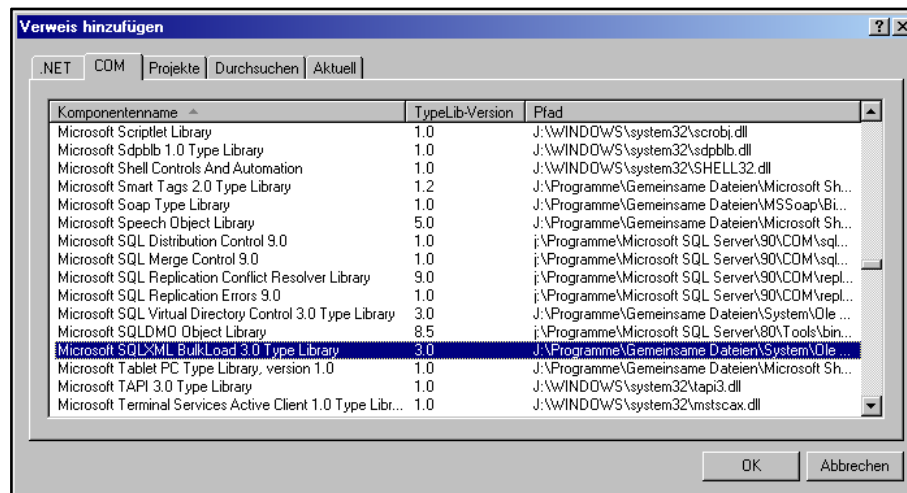 Verweis hinzufügen
.NET COM Projekte Durchsuchen Aktuell
Komponentenname TypeLib-Version Pfad
Microsoft Scriptlet Library 1.0 J:\WINDOWS\system32\scrobj.dll
Microsoft Sdpblb 1.0 Type Library 1.0 J:\WINDOWS\system32\sdpblb.dll
Microsoft Shell Controls And Automation 1.0 J:\WINDOWS\system32\SHELL32.dll
Microsoft Smart Tags 2.0 Type Library 1.2 J:\Programme\Gemeinsame Dateien\Microsoft Sh...
Microsoft Soap Type Library 1.0 J:\Programme\Gemeinsame Dateien\MSSoap\Bi...
Microsoft Speech Object Library 5.0 J:\Programme\Gemeinsame Dateien\Microsoft Sh...
Microsoft SQL Distribution Control 9.0 1.0 j:\Programme\Microsoft SQL Server\90\COM\sql...
Microsoft SQL Merge Control 9.0 1.0 j:\Programme\Microsoft SQL Server\90\COM\sql...
Microsoft SQL Replication Conflict Resolver Library 9.0 j:\Programme\Microsoft SQL Server\90\COM\repl...
Microsoft SQL Replication Errors 9.0 1.0 j:\Programme\Microsoft SQL Server\90\COM\repl...
Microsoft SQL Virtual Directory Control 3.0 Type Library 3.0 J:\Programme\Gemeinsame Dateien\System\Ole ...
Microsoft SQLDMO Object Library 8.5 j:\Programme\Microsoft SQL Server\80\Tools\bin...
Microsoft SQLXML BulkLoad 3.0 Type Library 3.0 J:\Programme\Gemeinsame Dateien\System\Ole ...
Microsoft Tablet PC Type Library, version 1.0 1.0 J:\Programme\Gemeinsame Dateien\Microsoft Sh...
Microsoft TAPI 3.0 Type Library 1.0 J:\WINDOWS\system32\tapi3.dll
Microsoft Terminal Services Active Client 1.0 Type Libr... 1.0 J:\WINDOWS\system32\mstscax.dll
OK Abbrechen